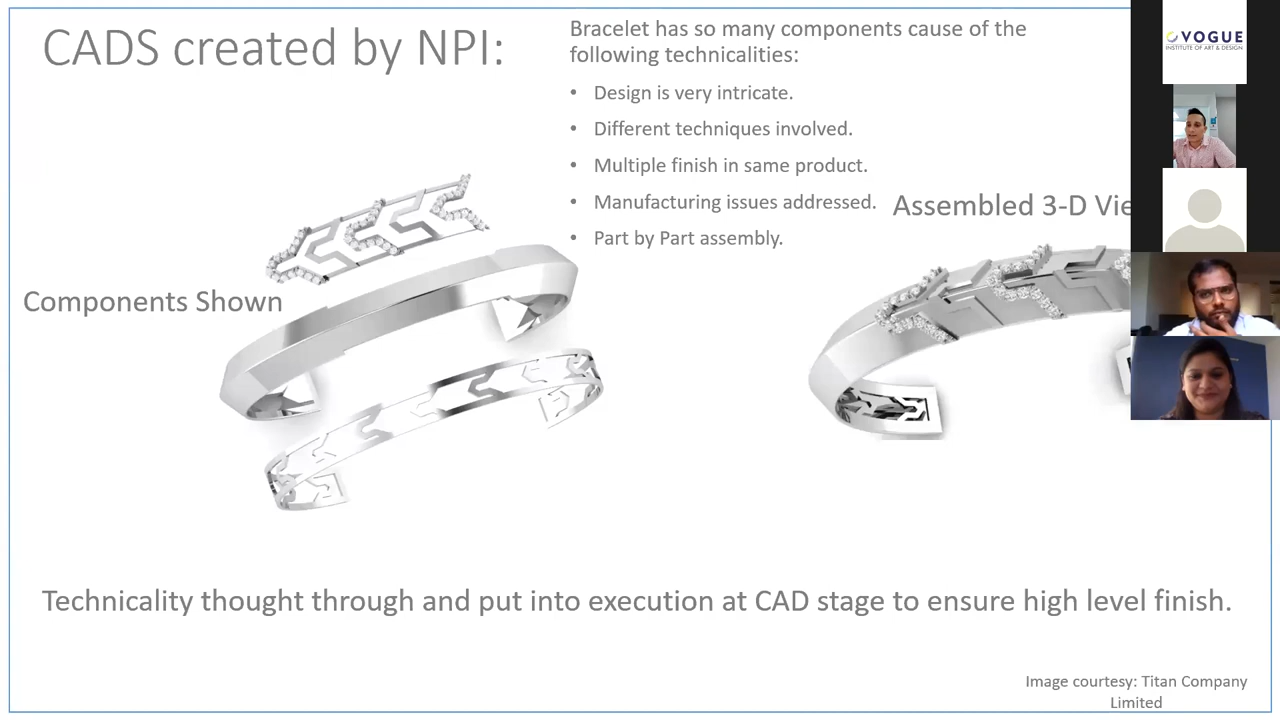 CADS created by NPI:
Bracelet has so many components cause of the
following technicalities:
• Design is very intricate.
• Different techniques involved.
• Multiple finish in same product.
• Manufacturing issues addressed.
• Part by Part assembly.
Assembled 3-D Vie
Components Shown
Technicality thought through and put into execution at CAD stage to ensure high level finish.
Image courtesy: Titan Company
Limited
VOGUE
INSTITUTE OF ART & DESIGN